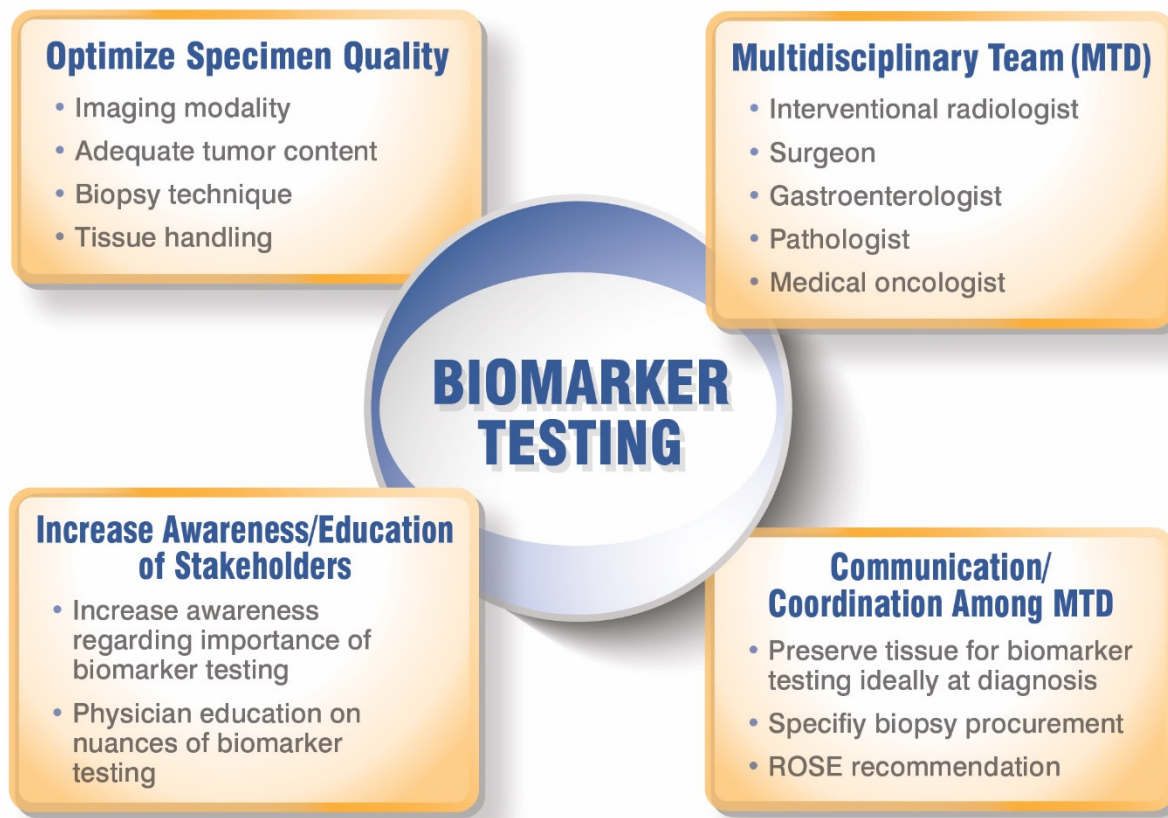 Optimize Specimen Quality
• Imaging modality
• Adequate tumor content
• Biopsy technique
• Tissue handling
Multidisciplinary Team (MTD)
• Interventional radiologist
• Surgeon
• Gastroenterologist
• Pathologist
• Medical oncologist
BIOMARKER
TESTING
Increase Awareness/Education
of Stakeholders
• Increase awareness
regarding importance of
biomarker testing
• Physician education on
nuances of biomarker
testing
Communication/
Coordination Among MTD
• Preserve tissue for biomarker
testing ideally at diagnosis
• Specifiy biopsy procurement
• ROSE recommendation